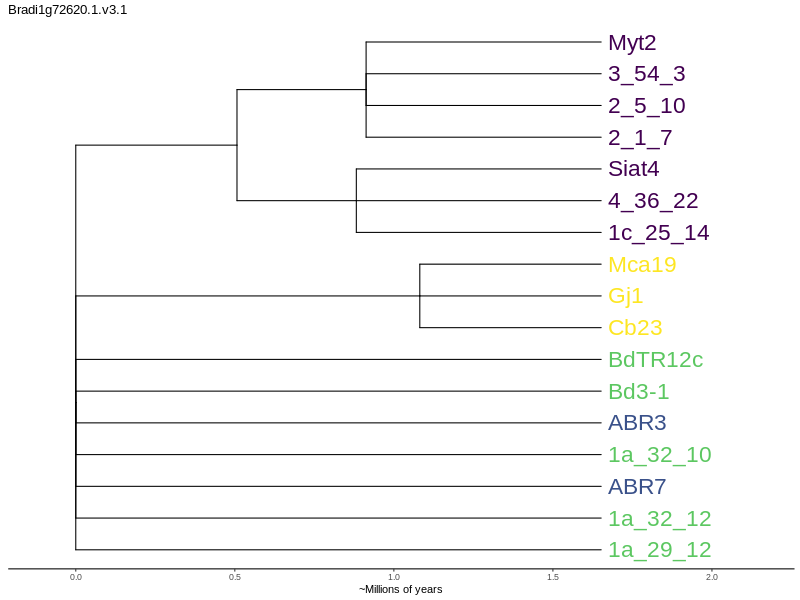 Bradi1g72620.1.v3.1
Myt2
3_54_3
2_5_10
2_1_7
Siat4
4_36_22
1c_25_14
Mca19
Gj1
Cb23
BdTR12c
Bd3-1
ABR3
1a_32_10
ABR7
1a_32_12
1a_29_12
0.0 0.5 1.0 1.5 2.0
~Millions of years